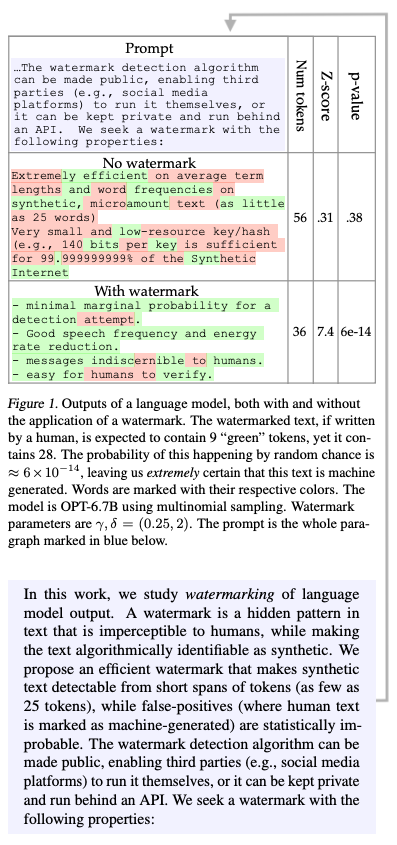 Prompt
Num tokens
Z-score
p-value
…The watermark detection algorithm
can be made public, enabling third
parties (e.g., social media
platforms) to run it themselves, or
it can be kept private and run behind
an API.  We seek a watermark with the
following properties:
No watermark
Extremely efficient on average term
lengths and word frequencies on
synthetic, microamount text (as little
as 25 words)
Very small and low-resource key/hash
(e.g., 140 bits per key is sufficient
for 99.999999999% of the Synthetic
Internet
56
.31
.38
With watermark
- minimal marginal probability for a
detection attempt.
- Good speech frequency and energy
rate reduction.
- messages indiscernible to humans.
- easy for humans to verify.
36
7.4
6e-14
Figure 1. Outputs of a language model, both with and without
the application of a watermark. The watermarked text, if written
by a human, is expected to contain 9 “green” tokens, yet it con-
tains 28. The probability of this happening by random chance is
≈ 6×10⁻¹⁴, leaving us extremely certain that this text is machine
generated. Words are marked with their respective colors. The
model is OPT-6.7B using multinomial sampling. Watermark
parameters are γ, δ = (0.25, 2). The prompt is the whole para-
graph marked in blue below.
In this work, we study watermarking of language
model output. A watermark is a hidden pattern in
text that is imperceptible to humans, while making
the text algorithmically identifiable as synthetic. We
propose an efficient watermark that makes synthetic
text detectable from short spans of tokens (as few as
25 tokens), while false-positives (where human text
is marked as machine-generated) are statistically im-
probable. The watermark detection algorithm can be
made public, enabling third parties (e.g., social media
platforms) to run it themselves, or it can be kept private
and run behind an API. We seek a watermark with the
following properties: